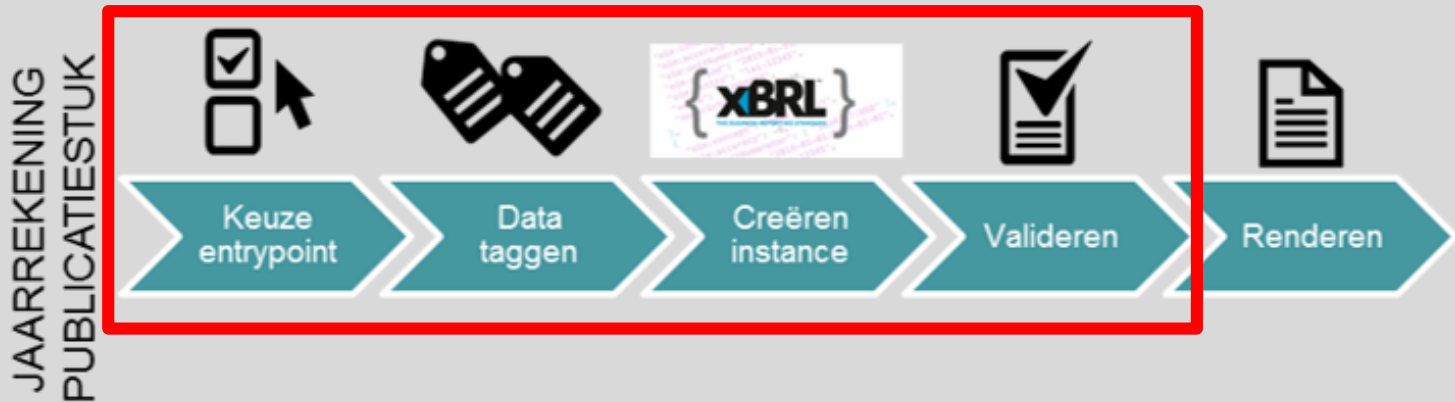 JAARREKENING
PUBLICATIESTUK
{ XBRL }
Keuze
entrypoint
Data
taggen
Creëren
instance
Valideren
Renderen